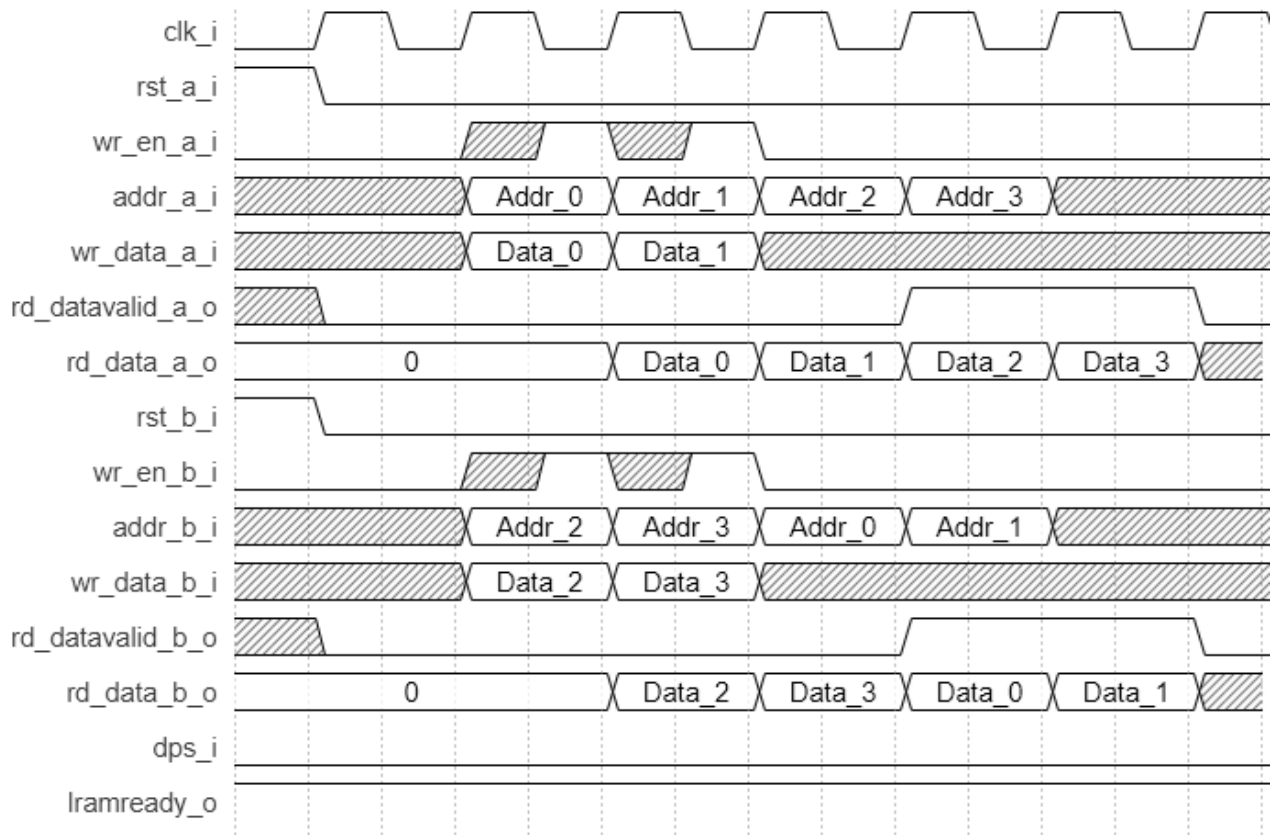 clk_i
rst_a_i
wr_en_a_i
addr_a_i Addr_0 Addr_1 Addr_2 Addr_3
wr_data_a_i Data_0 Data_1
rd_datavalid_a_o
rd_data_a_o 0 Data_0 Data_1 Data_2 Data_3
rst_b_i
wr_en_b_i
addr_b_i Addr_2 Addr_3 Addr_0 Addr_1
wr_data_b_i Data_2 Data_3
rd_datavalid_b_o
rd_data_b_o 0 Data_2 Data_3 Data_0 Data_1
dps_i
lramready_o